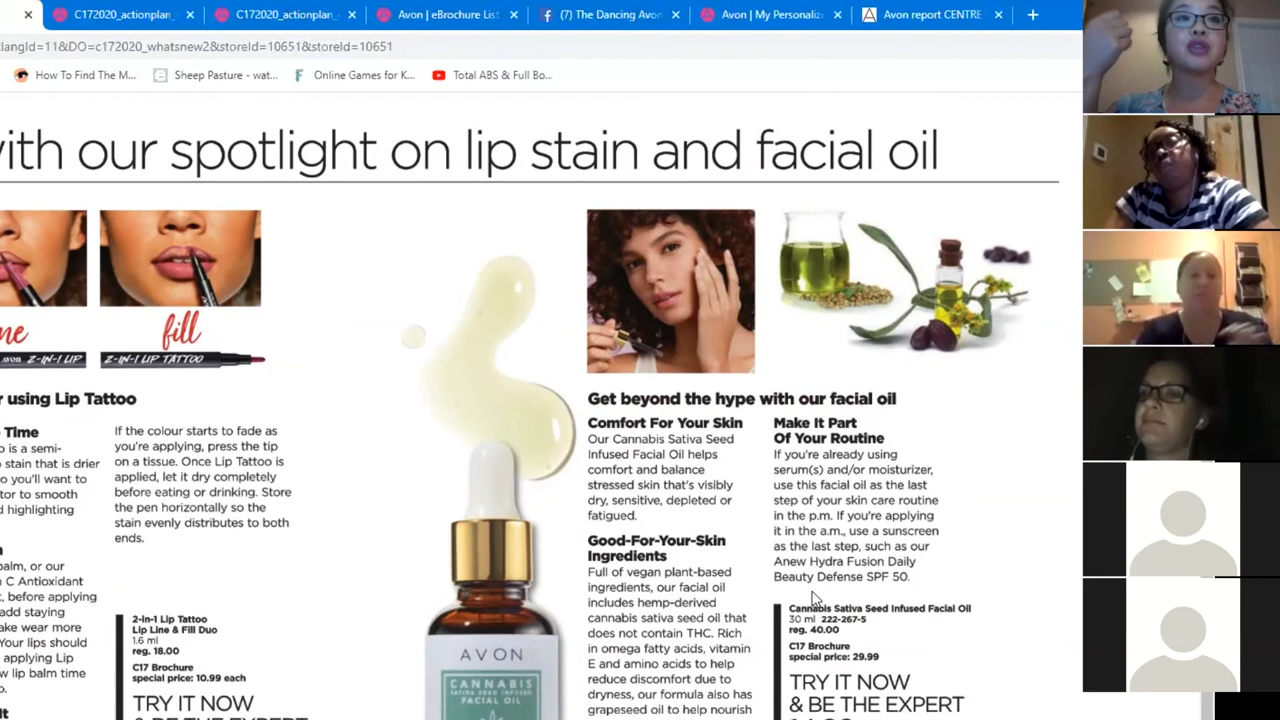 C172020_actionplan_
C172020_actionplan_
Avon | eBrochure List
(7) The Dancing Avon
Avon | My Personaliz
Avon report CENTRE
langId=11&DO=c172020_whatsnew2&storeId=10651&storeId=10651
How To Find The M...
Sheep Pasture - wat...
Online Games for K...
Total ABS & Full Bo...
with our spotlight on lip stain and facial oil
fill
AVON 2-IN-1 LIP
2-IN-1 LIP TATTOO
using Lip Tattoo
Time
o is a semi-
stain that is drier
o you'll want to
tor to smooth
d highlighting
balm, or our
C Antioxidant
, before applying
add staying
ake wear more
Your lips should
applying Lip
w lip balm time
If the colour starts to fade as
you're applying, press the tip
on a tissue. Once Lip Tattoo is
applied, let it dry completely
before eating or drinking. Store
the pen horizontally so the
stain evenly distributes to both
ends.
2-in-1 Lip Tattoo
Lip Line & Fill Duo
1.6 ml
reg. 18.00
C17 Brochure
special price: 10.99 each
TRY IT NOW
& BE THE EXPERT
AVON
CANNABIS
SATIVA SEED INFUSED
FACIAL OIL
Get beyond the hype with our facial oil
Comfort For Your Skin
Our Cannabis Sativa Seed
Infused Facial Oil helps
comfort and balance
stressed skin that's visibly
dry, sensitive, depleted or
fatigued.
Good-For-Your-Skin
Ingredients
Full of vegan plant-based
ingredients, our facial oil
includes hemp-derived
cannabis sativa seed oil that
does not contain THC. Rich
in omega fatty acids, vitamin
E and amino acids to help
reduce discomfort due to
dryness, our formula also has
grapeseed oil to help nourish
Make It Part
Of Your Routine
If you're already using
serum(s) and/or moisturizer,
use this facial oil as the last
step of your skin care routine
in the p.m. If you're applying
it in the a.m., use a sunscreen
as the last step, such as our
Anew Hydra Fusion Daily
Beauty Defense SPF 50.
Cannabis Sativa Seed Infused Facial Oil
30 ml 222-267-5
reg. 40.00
C17 Brochure
special price: 29.99
TRY IT NOW
& BE THE EXPERT